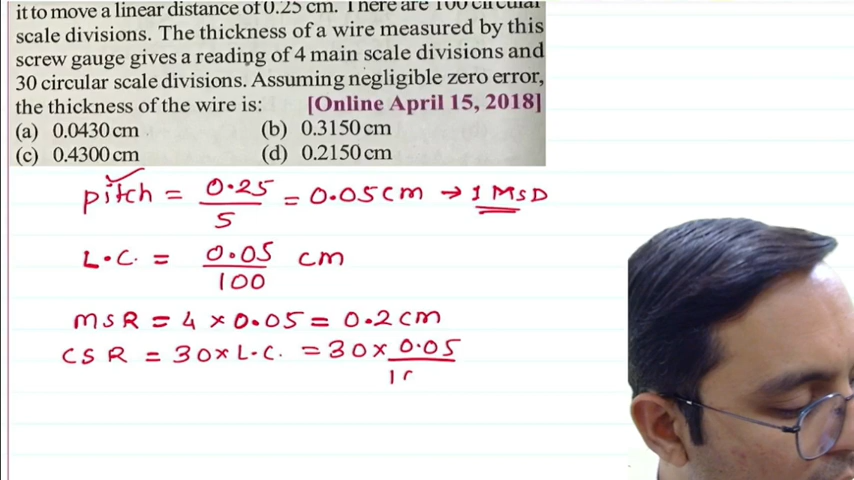 it to move a linear distance of 0.25 cm. There are 100 circular
scale divisions. The thickness of a wire measured by this
screw gauge gives a reading of 4 main scale divisions and
30 circular scale divisions. Assuming negligible zero error,
the thickness of the wire is: [Online April 15, 2018]
(a) 0.0430 cm (b) 0.3150 cm
(c) 0.4300 cm (d) 0.2150 cm
pitch = 0.25/5 = 0.05 cm → 1 MSD
L.C. = 0.05/100 cm
MSR = 4 × 0.05 = 0.2 cm
CSR = 30 × L.C. = 30 × 0.05/10